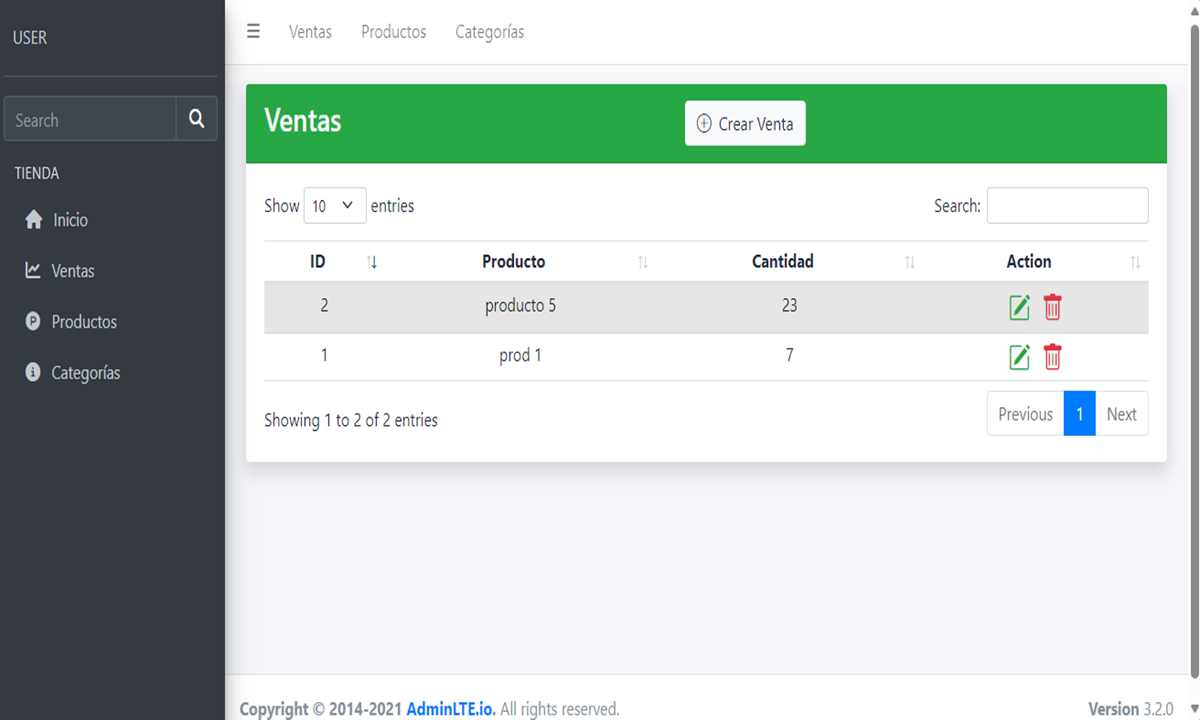 USER
Search
TIENDA
Inicio
Ventas
Productos
Categorías
Ventas Productos Categorías
Ventas
Crear Venta
Show 10 entries
Search:
ID Producto Cantidad Action
2 producto 5 23
1 prod 1 7
Showing 1 to 2 of 2 entries
Previous 1 Next
Copyright © 2014-2021 AdminLTE.io. All rights reserved.
Version 3.2.0